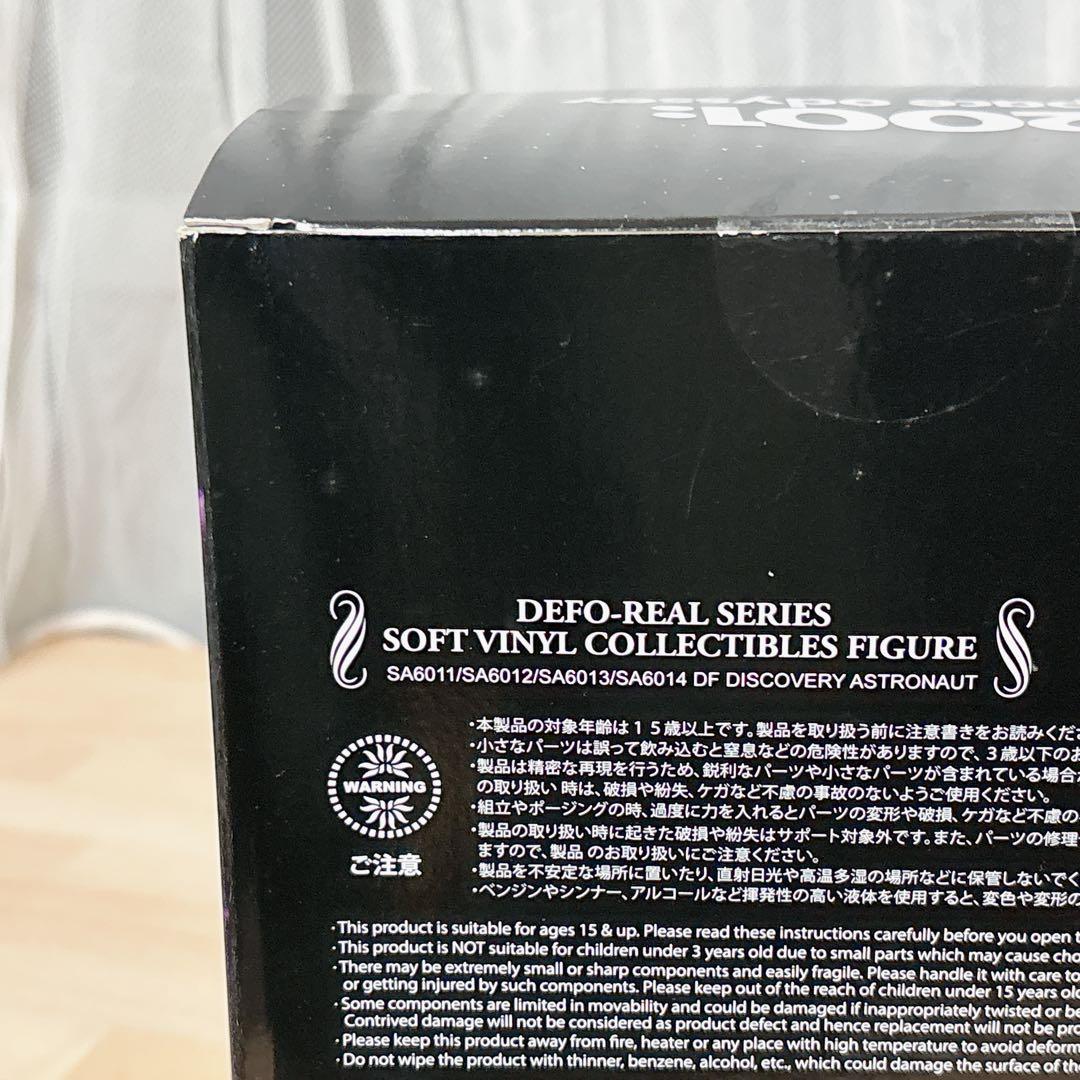 2001
space odyssey
DEFO-REAL SERIES
SOFT VINYL COLLECTIBLES FIGURE
SA6011/SA6012/SA6013/SA6014 DF DISCOVERY ASTRONAUT
・本製品の対象年齢は１５歳以上です。製品を取り扱う前に注意書きをお読みくだ
・小さなパーツは誤って飲み込むと窒息などの危険性がありますので、３歳以下のお
・製品は精密な再現を行うため、鋭利なパーツや小さなパーツが含まれている場合が
の取り扱い 時は、破損や紛失、ケガなど不慮の事故のないようご使用ください。
・組立やポージングの時、過度に力を入れるとパーツの変形や破損、ケガなど不慮の
・製品の取り扱い時に起きた破損や紛失はサポート対象外です。また、パーツの修理
ますので、製品 のお取り扱いにご注意ください。
・製品を不安定な場所に置いたり、直射日光や高温多湿の場所などに保管しないでく
・ベンジンやシンナー、アルコールなど揮発性の高い液体を使用すると、変色や変形の
WARNING
ご注意
・This product is suitable for ages 15 & up. Please read these instructions carefully before you open t
・This product is NOT suitable for children under 3 years old due to small parts which may cause cho
・There may be extremely small or sharp components and easily fragile. Please handle it with care to
or getting injured by such components. Please keep out of the reach of children under 15 years old
・Some components are limited in movability and could be damaged if inappropriately twisted or be
Contrived damage will not be considered as product defect and hence replacement will not be pro
・Please keep this product away from fire, heater or any place with high temperature to avoid deform
・Do not wipe the product with thinner, benzene, alcohol, etc., which could damage the surface of the